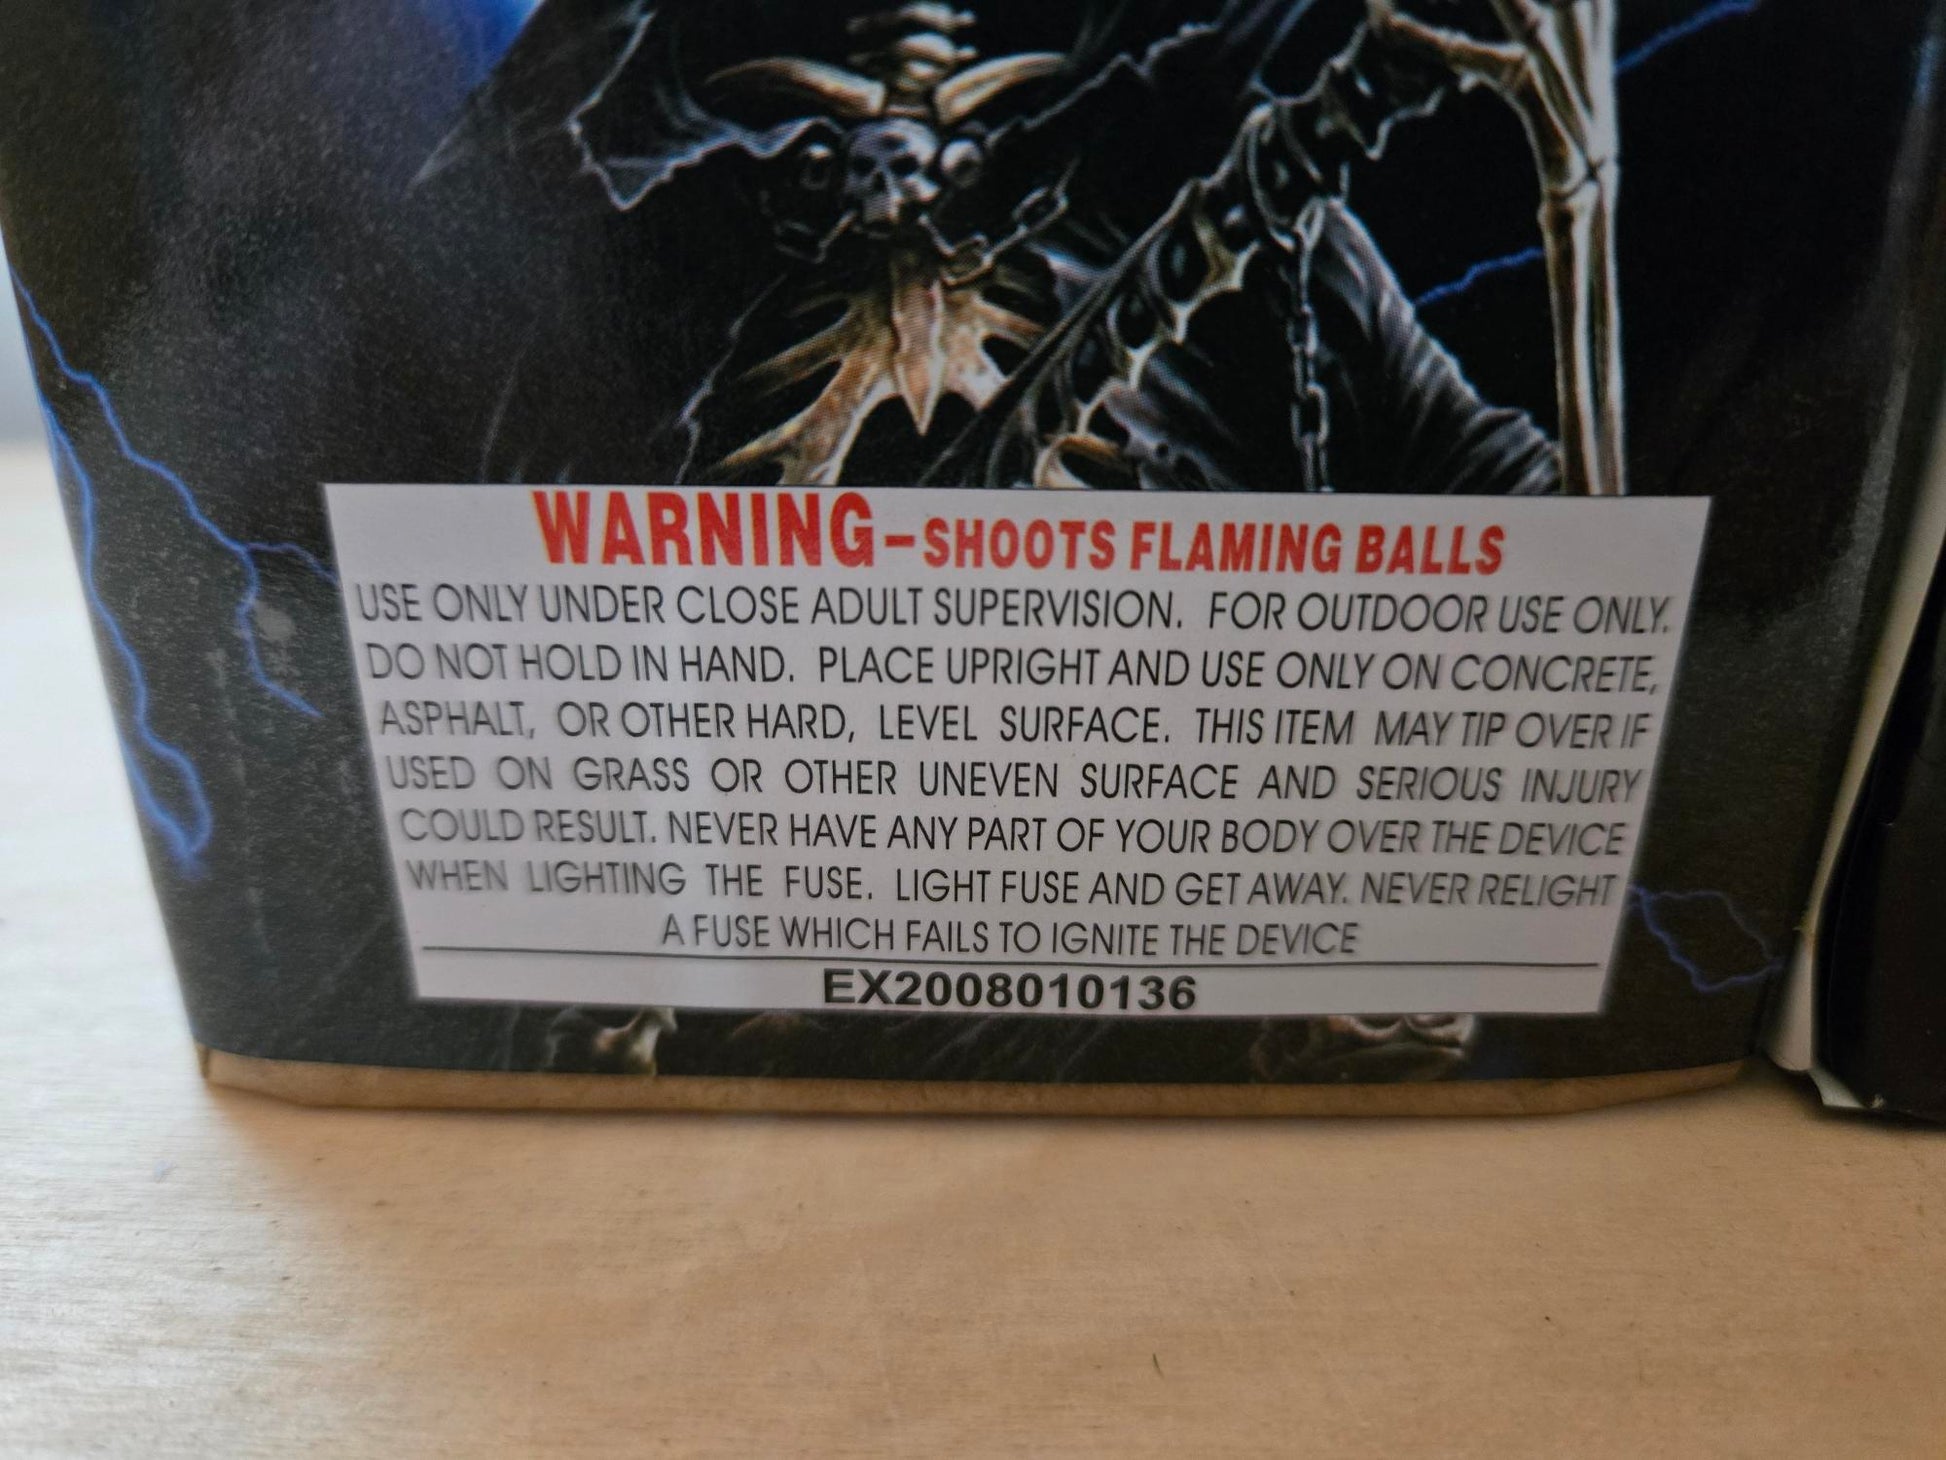 WARNING-SHOOTS FLAMING BALLS
USE ONLY UNDER CLOSE ADULT SUPERVISION. FOR OUTDOOR USE ONLY.
DO NOT HOLD IN HAND. PLACE UPRIGHT AND USE ONLY ON CONCRETE,
ASPHALT, OR OTHER HARD, LEVEL SURFACE. THIS ITEM MAY TIP OVER IF
USED ON GRASS OR OTHER UNEVEN SURFACE AND SERIOUS INJURY
COULD RESULT. NEVER HAVE ANY PART OF YOUR BODY OVER THE DEVICE
WHEN LIGHTING THE FUSE. LIGHT FUSE AND GET AWAY. NEVER RELIGHT
A FUSE WHICH FAILS TO IGNITE THE DEVICE
EX2008010136